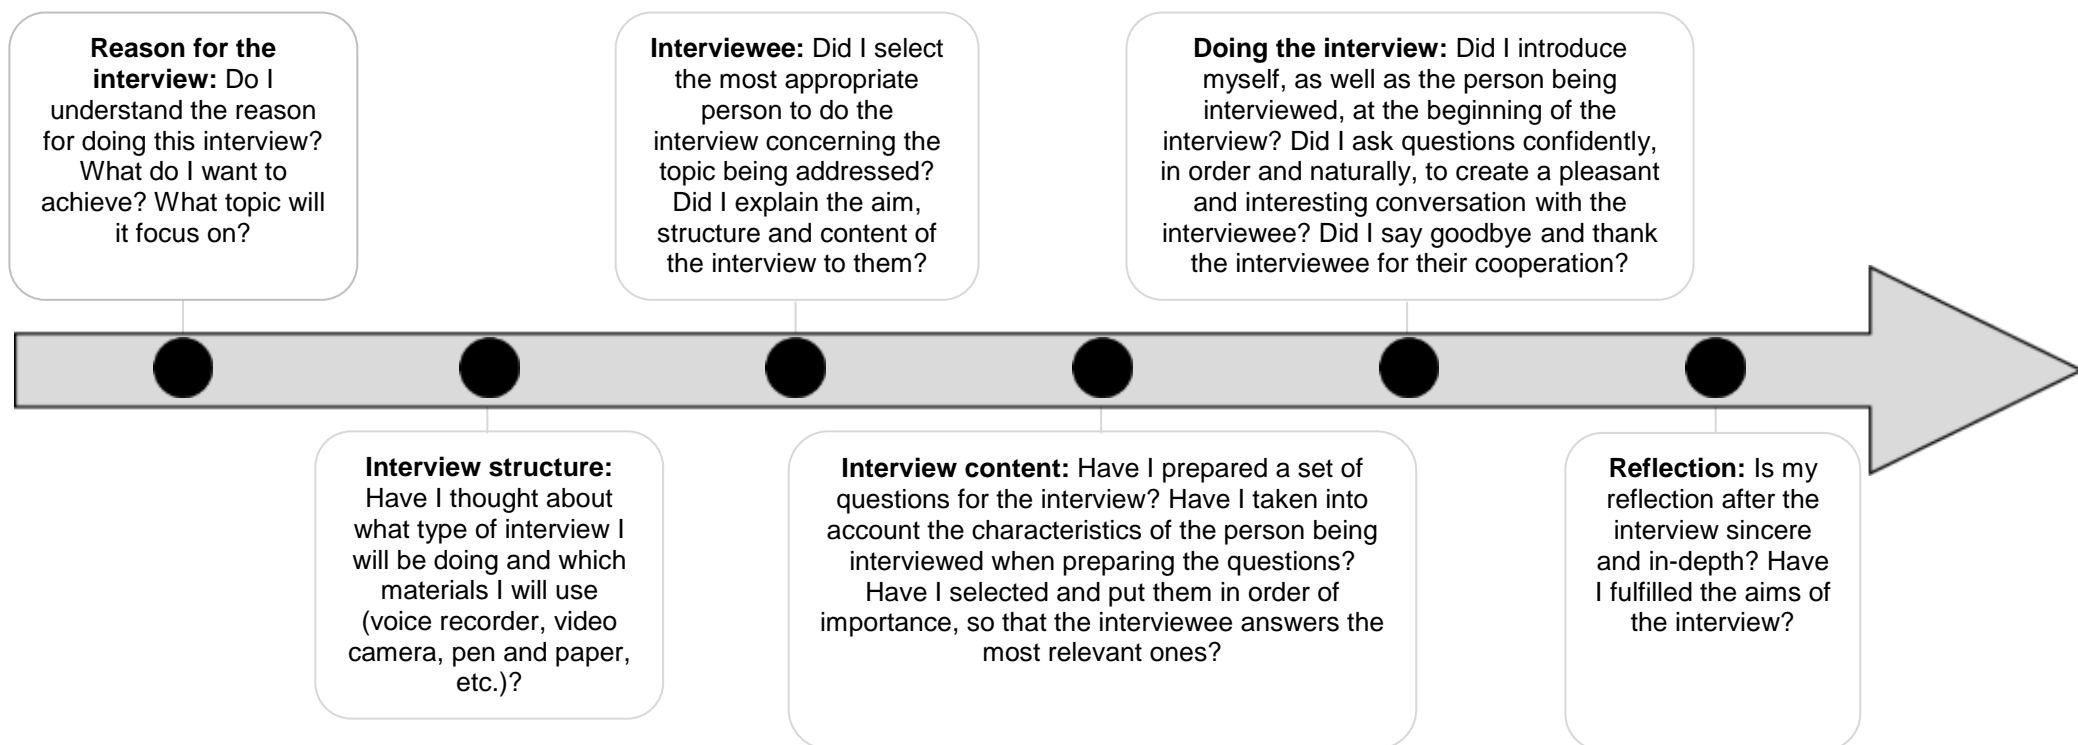 Reason for the
interview: Do I
understand the reason
for doing this interview?
What do I want to
achieve? What topic will
it focus on?
Interview structure:
Have I thought about
what type of interview I
will be doing and which
materials I will use
(voice recorder, video
camera, pen and paper,
etc.)?
Interviewee: Did I select
the most appropriate
person to do the
interview concerning the
topic being addressed?
Did I explain the aim,
structure and content of
the interview to them?
Interview content: Have I prepared a set of
questions for the interview? Have I taken into
account the characteristics of the person being
interviewed when preparing the questions?
Have I selected and put them in order of
importance, so that the interviewee answers the
most relevant ones?
Doing the interview: Did I introduce
myself, as well as the person being
interviewed, at the beginning of the
interview? Did I ask questions confidently,
in order and naturally, to create a pleasant
and interesting conversation with the
interviewee? Did I say goodbye and thank
the interviewee for their cooperation?
Reflection: Is my
reflection after the
interview sincere
and in-depth? Have
I fulfilled the aims of
the interview?